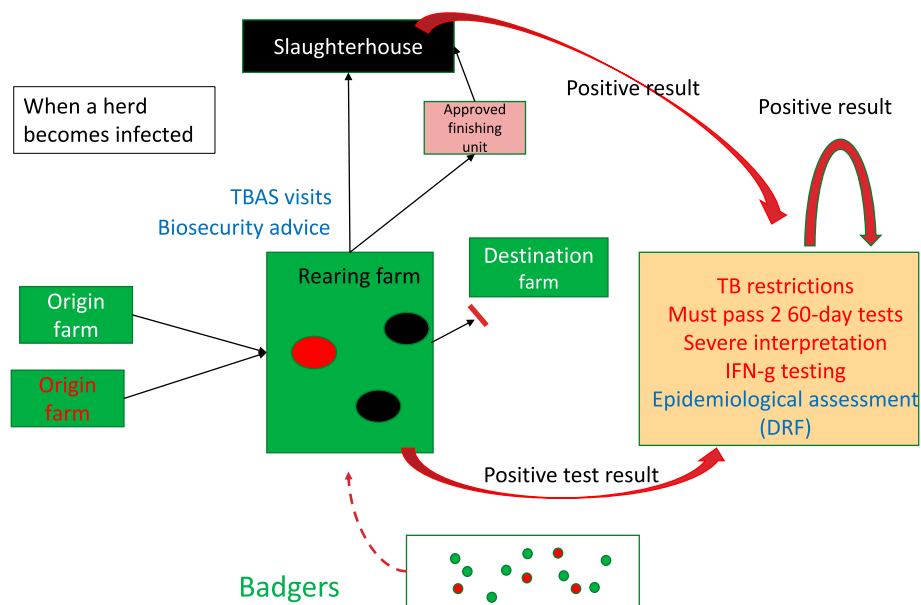 Slaughterhouse
When a herd
becomes infected
Approved
finishing
unit
Positive result
Positive result
TBAS visits
Biosecurity advice
Rearing farm
Destination
farm
Origin
farm
Origin
farm
TB restrictions
Must pass 2 60-day tests
Severe interpretation
IFN-g testing
Epidemiological assessment
(DRF)
Positive test result
Badgers